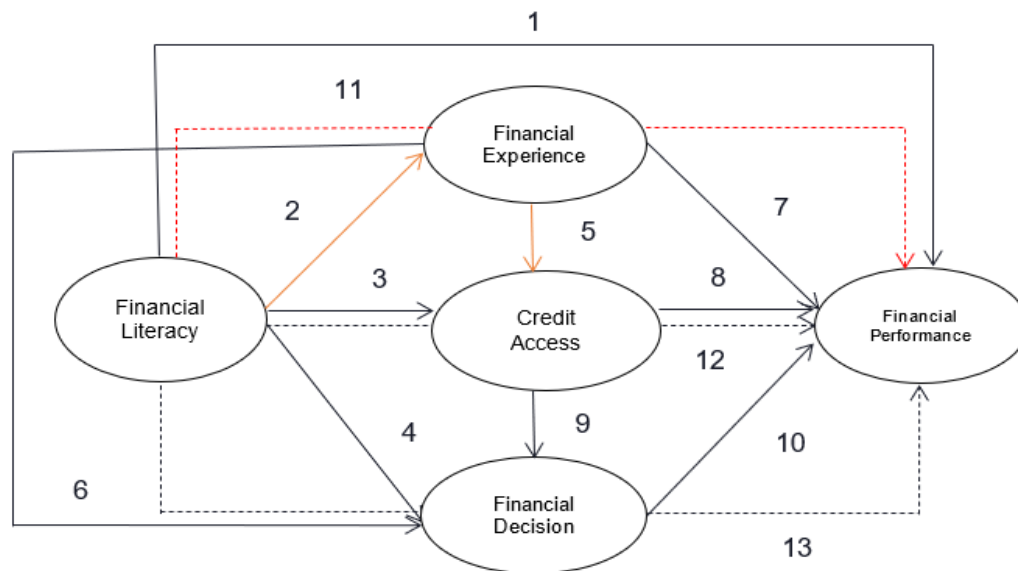 1
11
Financial
Experience
2
7
5
3
8
Financial
Literacy
Credit
Access
Financial
Performance
12
4
9
10
6
Financial
Decision
13